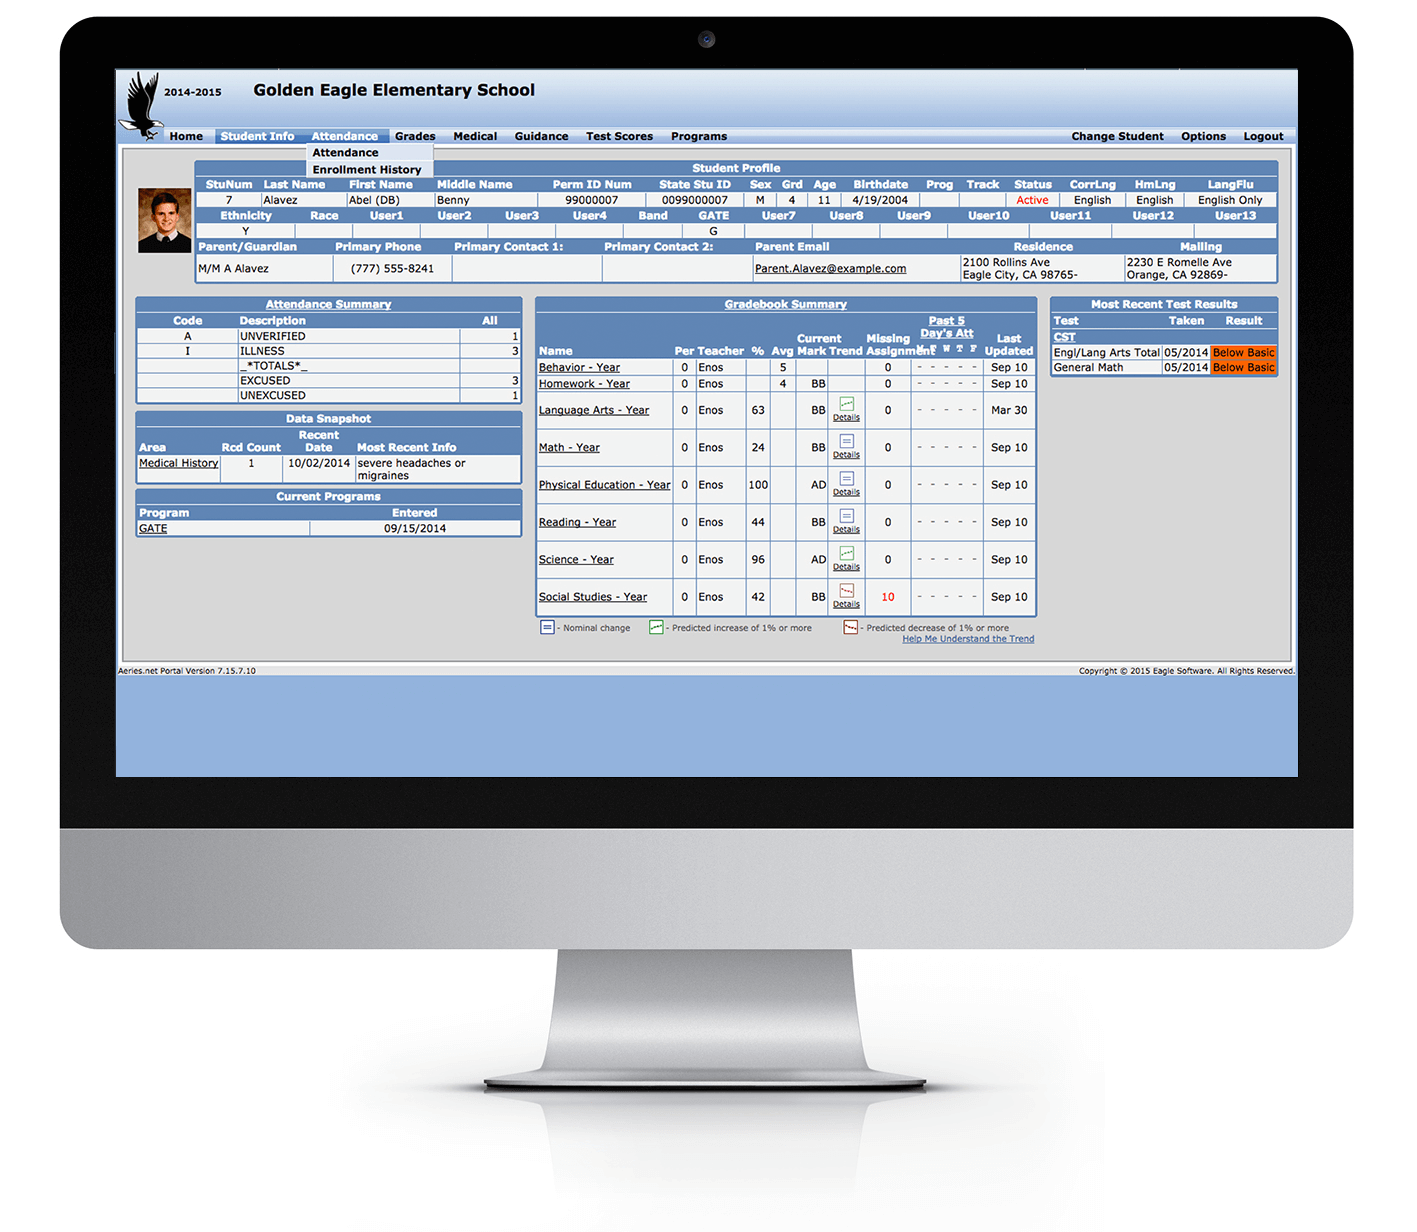 2014-2015 Golden Eagle Elementary School
Home Student Info Attendance Grades Medical Guidance Test Scores Programs Change Student Options Logout
Attendance
Enrollment History
Student Profile
StuNum Last Name First Name Middle Name Perm ID Num State Stu ID Sex Grd Age Birthdate Prog Track Status CorrLng HmLng LangFlu
7 Alavez Abel (DB) Benny 99000007 0099000007 M 4 11 4/19/2004 Active English English English Only
Ethnicity Race User1 User2 User3 User4 Band GATE User7 User8 User9 User10 User11 User12 User13
Y G
Parent/Guardian Primary Phone Primary Contact 1: Primary Contact 2: Parent Email Residence Mailing
M/M A Alavez (777) 555-8241 Parent.Alavez@example.com 2100 Rollins Ave 2230 E Romelle Ave
Eagle City, CA 98765- Orange, CA 92869-
Attendance Summary
Code Description All
A UNVERIFIED 1
I ILLNESS 3
_*TOTALS*_
EXCUSED 3
UNEXCUSED 1
Data Snapshot
Area Rcd Count Recent Date Most Recent Info
Medical History 1 10/02/2014 severe headaches or
migraines
Current Programs
Program Entered
GATE 09/15/2014
Gradebook Summary
Name Per Teacher % Avg Current Mark Trend Missing Assignment Past 5 Day's Att M T W T F Last Updated
Behavior - Year 0 Enos 5 0 - - - - - Sep 10
Homework - Year 0 Enos 4 BB 0 - - - - - Sep 10
Language Arts - Year 0 Enos 63 BB Details 0 - - - - - Mar 30
Math - Year 0 Enos 24 BB Details 0 - - - - - Sep 10
Physical Education - Year 0 Enos 100 AD Details 0 - - - - - Sep 10
Reading - Year 0 Enos 44 BB Details 0 - - - - - Sep 10
Science - Year 0 Enos 96 AD Details 0 - - - - - Sep 10
Social Studies - Year 0 Enos 42 BB Details 10 - - - - - Sep 10
- Nominal change - Predicted increase of 1% or more - Predicted decrease of 1% or more
Help Me Understand the Trend
Most Recent Test Results
Test Taken Result
CST
Engl/Lang Arts Total 05/2014 Below Basic
General Math 05/2014 Below Basic
Aeries.net Portal Version 7.15.7.10 Copyright © 2015 Eagle Software. All Rights Reserved.